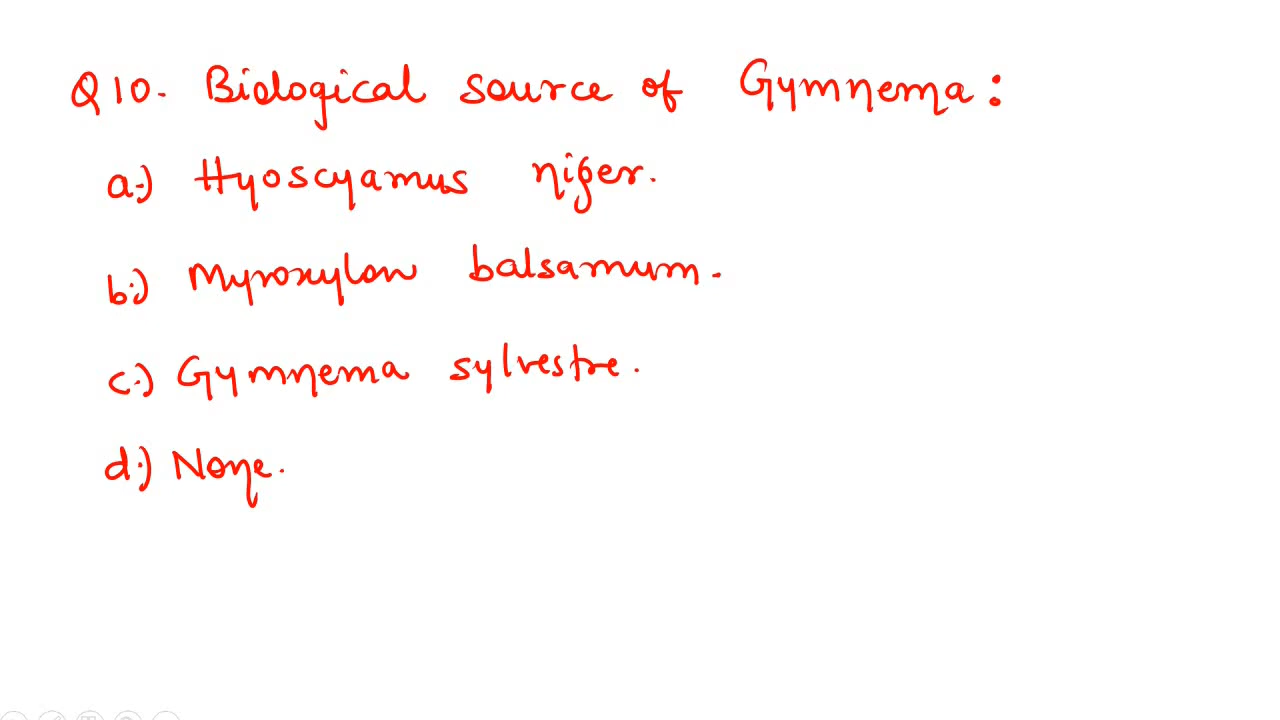 Q10. Biological source of Gymnema:
a.) Hyoscyamus niger.
b.) Myroxylon balsamum.
c.) Gymnema sylvestre.
d.) None.